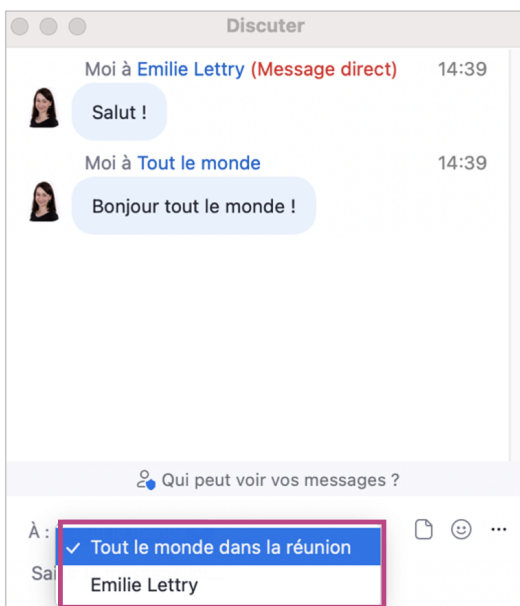 Discuter
Moi à Emilie Lettry (Message direct) 14:39
Salut !
Moi à Tout le monde 14:39
Bonjour tout le monde !
Qui peut voir vos messages ?
À :
Tout le monde dans la réunion
Emilie Lettry